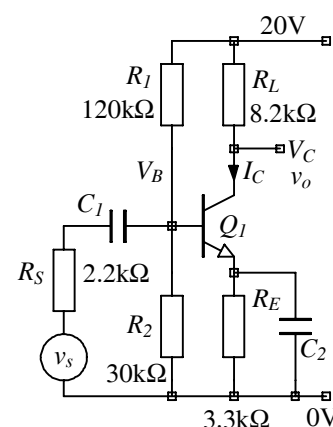 20V
R1 RL
120kΩ 8.2kΩ
VC
VB IC vo
C1
Q1
RS 2.2kΩ
R2 RE
vs C2
30kΩ
3.3kΩ 0V